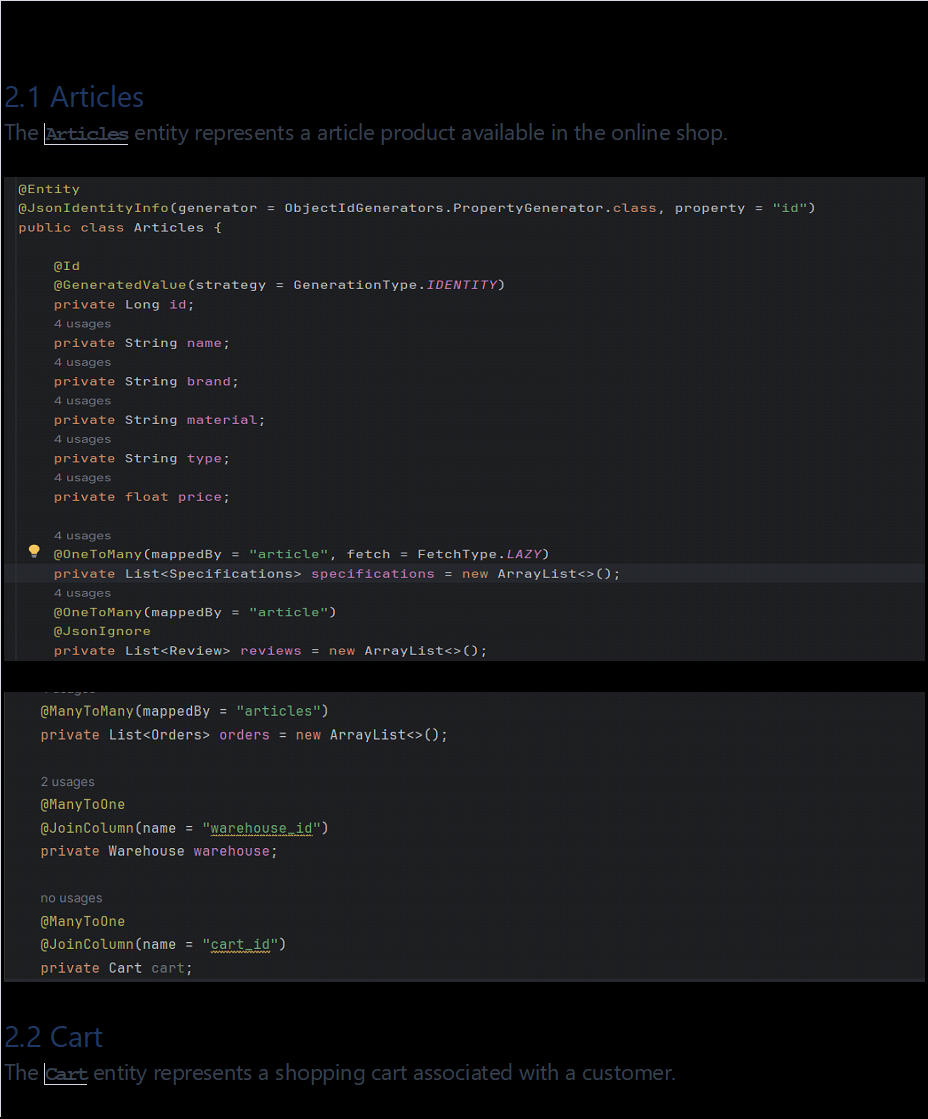 2.1 Articles
The Articles entity represents a article product available in the online shop.
@Entity
@JsonIdentityInfo(generator = ObjectIdGenerators.PropertyGenerator.class, property = "id")
public class Articles {
@Id
@GeneratedValue(strategy = GenerationType.IDENTITY)
private Long id;
4 usages
private String name;
4 usages
private String brand;
4 usages
private String material;
4 usages
private String type;
4 usages
private float price;
4 usages
@OneToMany(mappedBy = "article", fetch = FetchType.LAZY)
private List<Specifications> specifications = new ArrayList<>();
4 usages
@OneToMany(mappedBy = "article")
@JsonIgnore
private List<Review> reviews = new ArrayList<>();
usages
@ManyToMany(mappedBy = "articles")
private List<Orders> orders = new ArrayList<>();
2 usages
@ManyToOne
@JoinColumn(name = "warehouse_id")
private Warehouse warehouse;
no usages
@ManyToOne
@JoinColumn(name = "cart_id")
private Cart cart;
2.2 Cart
The Cart entity represents a shopping cart associated with a customer.